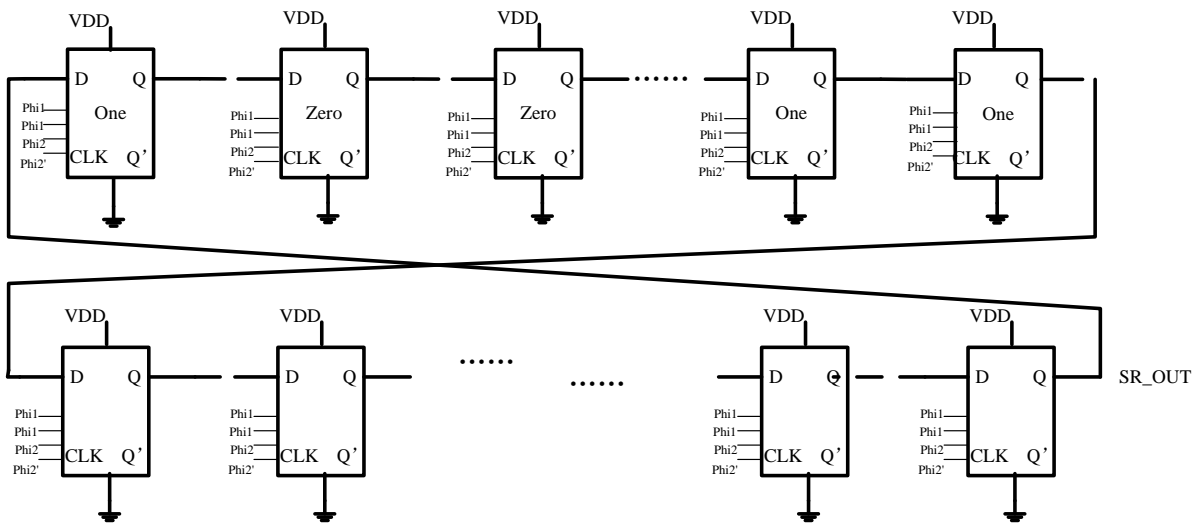 VDD VDD VDD VDD VDD
D Q D Q D Q D Q D Q
Phi1 Phi1 Phi1 Phi1 Phi1
One Zero Zero One One
Phi1 Phi1 Phi1 Phi1 Phi1
Phi2 Phi2 Phi2 Phi2 Phi2
Phi2' CLK Q’ Phi2' CLK Q’ Phi2' CLK Q’ Phi2' CLK Q’ Phi2' CLK Q’
VDD VDD VDD VDD
D Q D Q D Q D Q SR_OUT
Phi1 Phi1 Phi1 Phi1
Phi1 Phi1 Phi1 Phi1
Phi2 Phi2 Phi2 Phi2
Phi2' CLK Q’ Phi2' CLK Q’ Phi2' CLK Q’ Phi2' CLK Q’